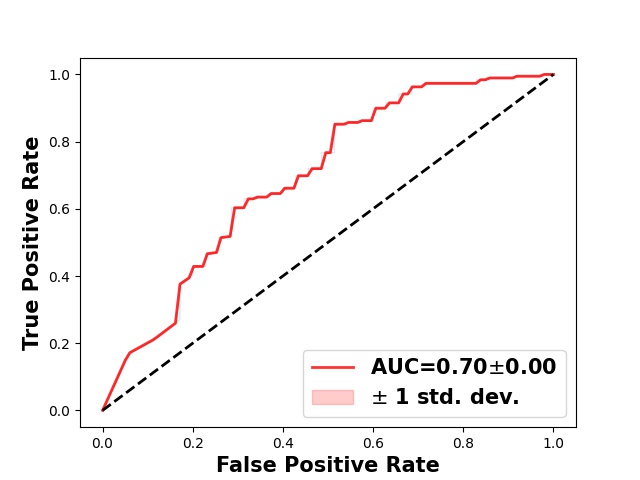 1.0
0.8
0.6
0.4
0.2
0.0
True Positive Rate
AUC=0.70±0.00
± 1 std. dev.
0.0 0.2 0.4 0.6 0.8 1.0
False Positive Rate